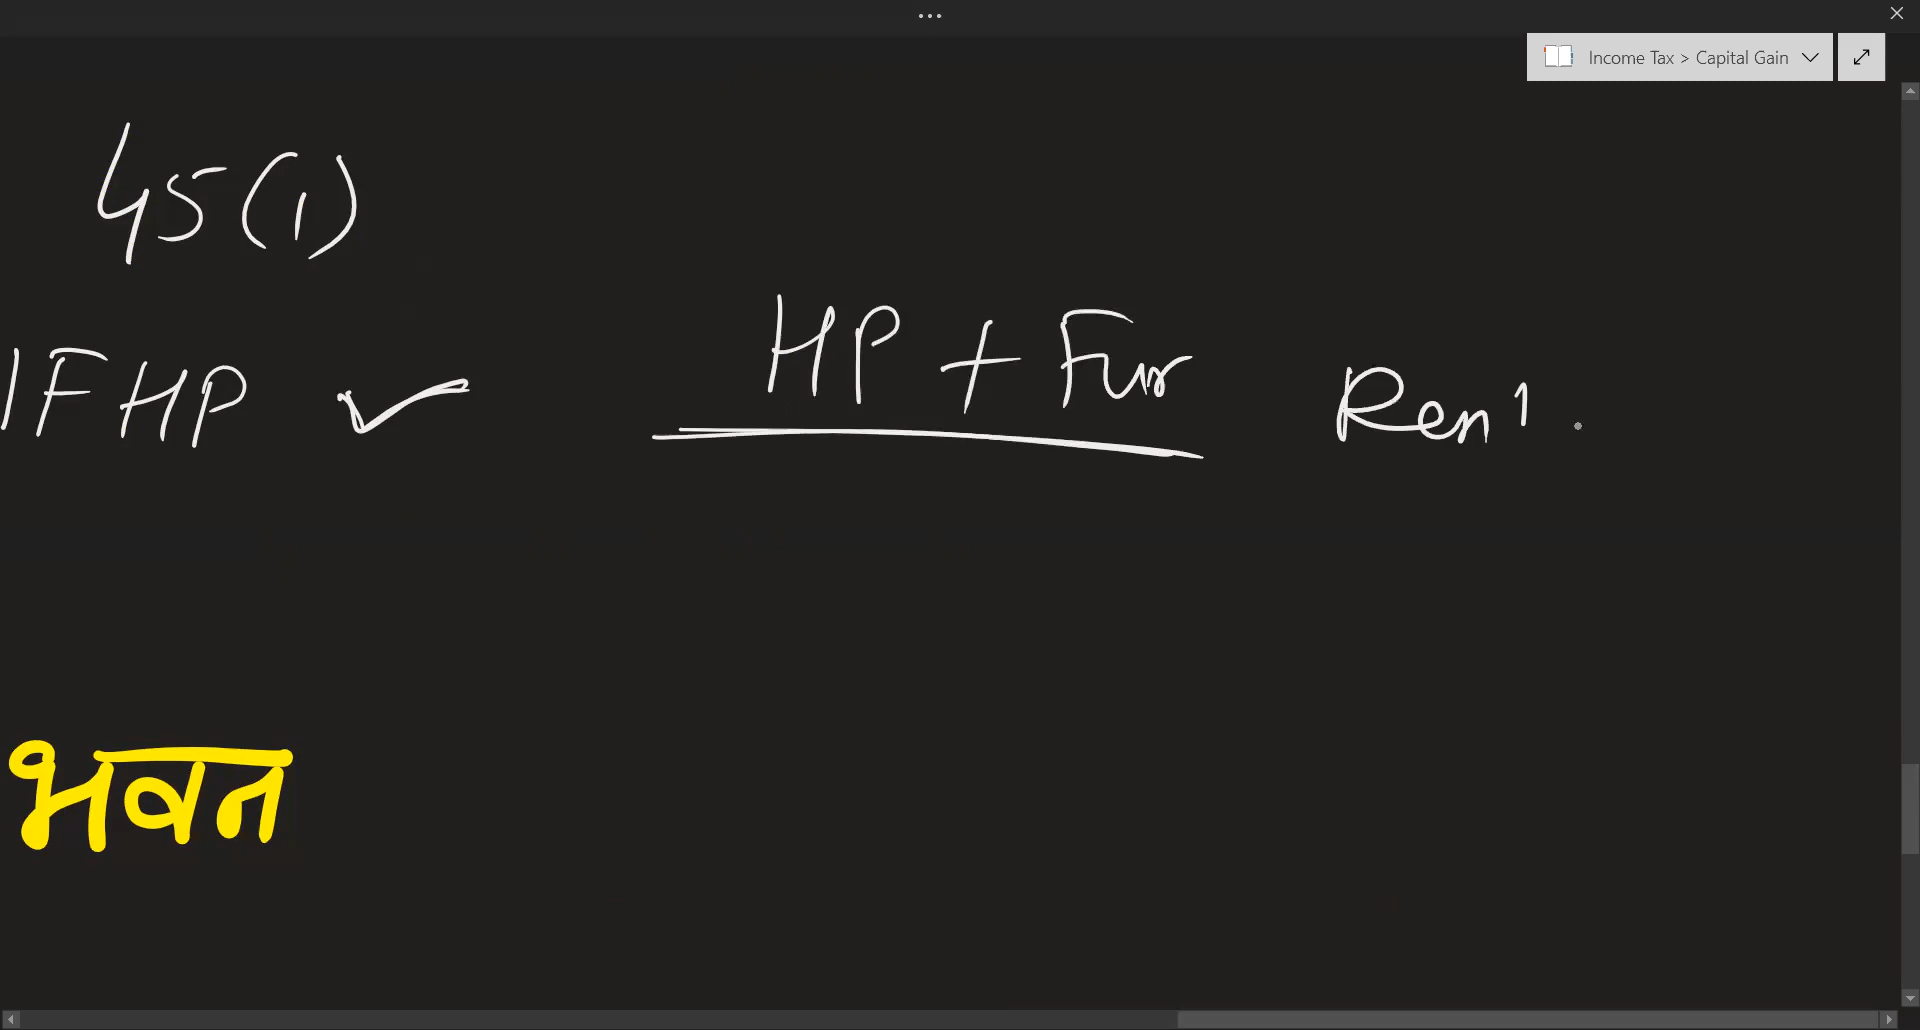 Income Tax > Capital Gain
45(1)
HP + Fur
IFHP ✓ Ren1
भवन